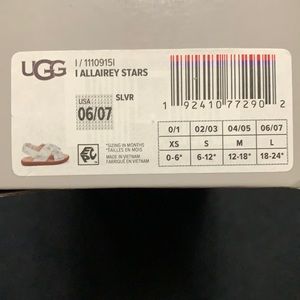 UGG
I / 1110915I
I ALLAIREY STARS
USA
06/07
SLVR
1 92410 77290 2
*SIZING IN MONTHS
*TAILLES EN MOIS
MADE IN VIETNAM
FABRIQUÉ EN VIETNAM
0/1 02/03 04/05 06/07
XS S M L
0-6* 6-12* 12-18* 18-24*